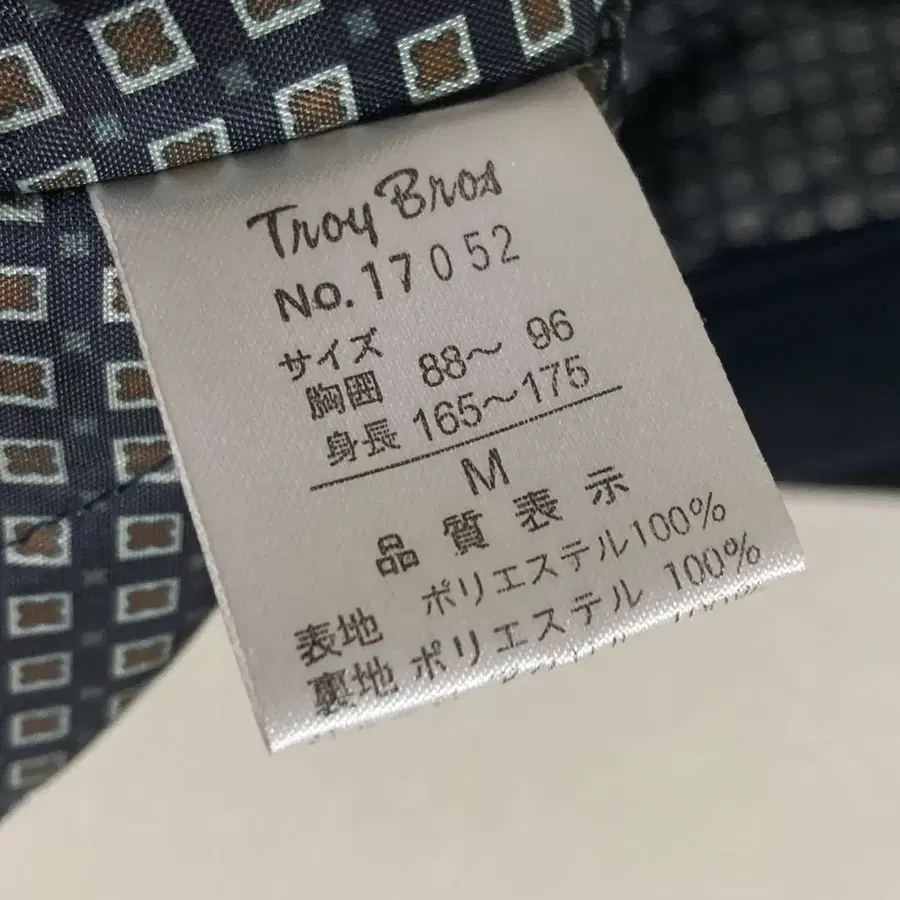 Troy Bros
No. 17052
サイズ
胸囲 88～ 96
身長 165～175
M
品質表示
表地 ポリエステル100%
裏地 ポリエステル 100%